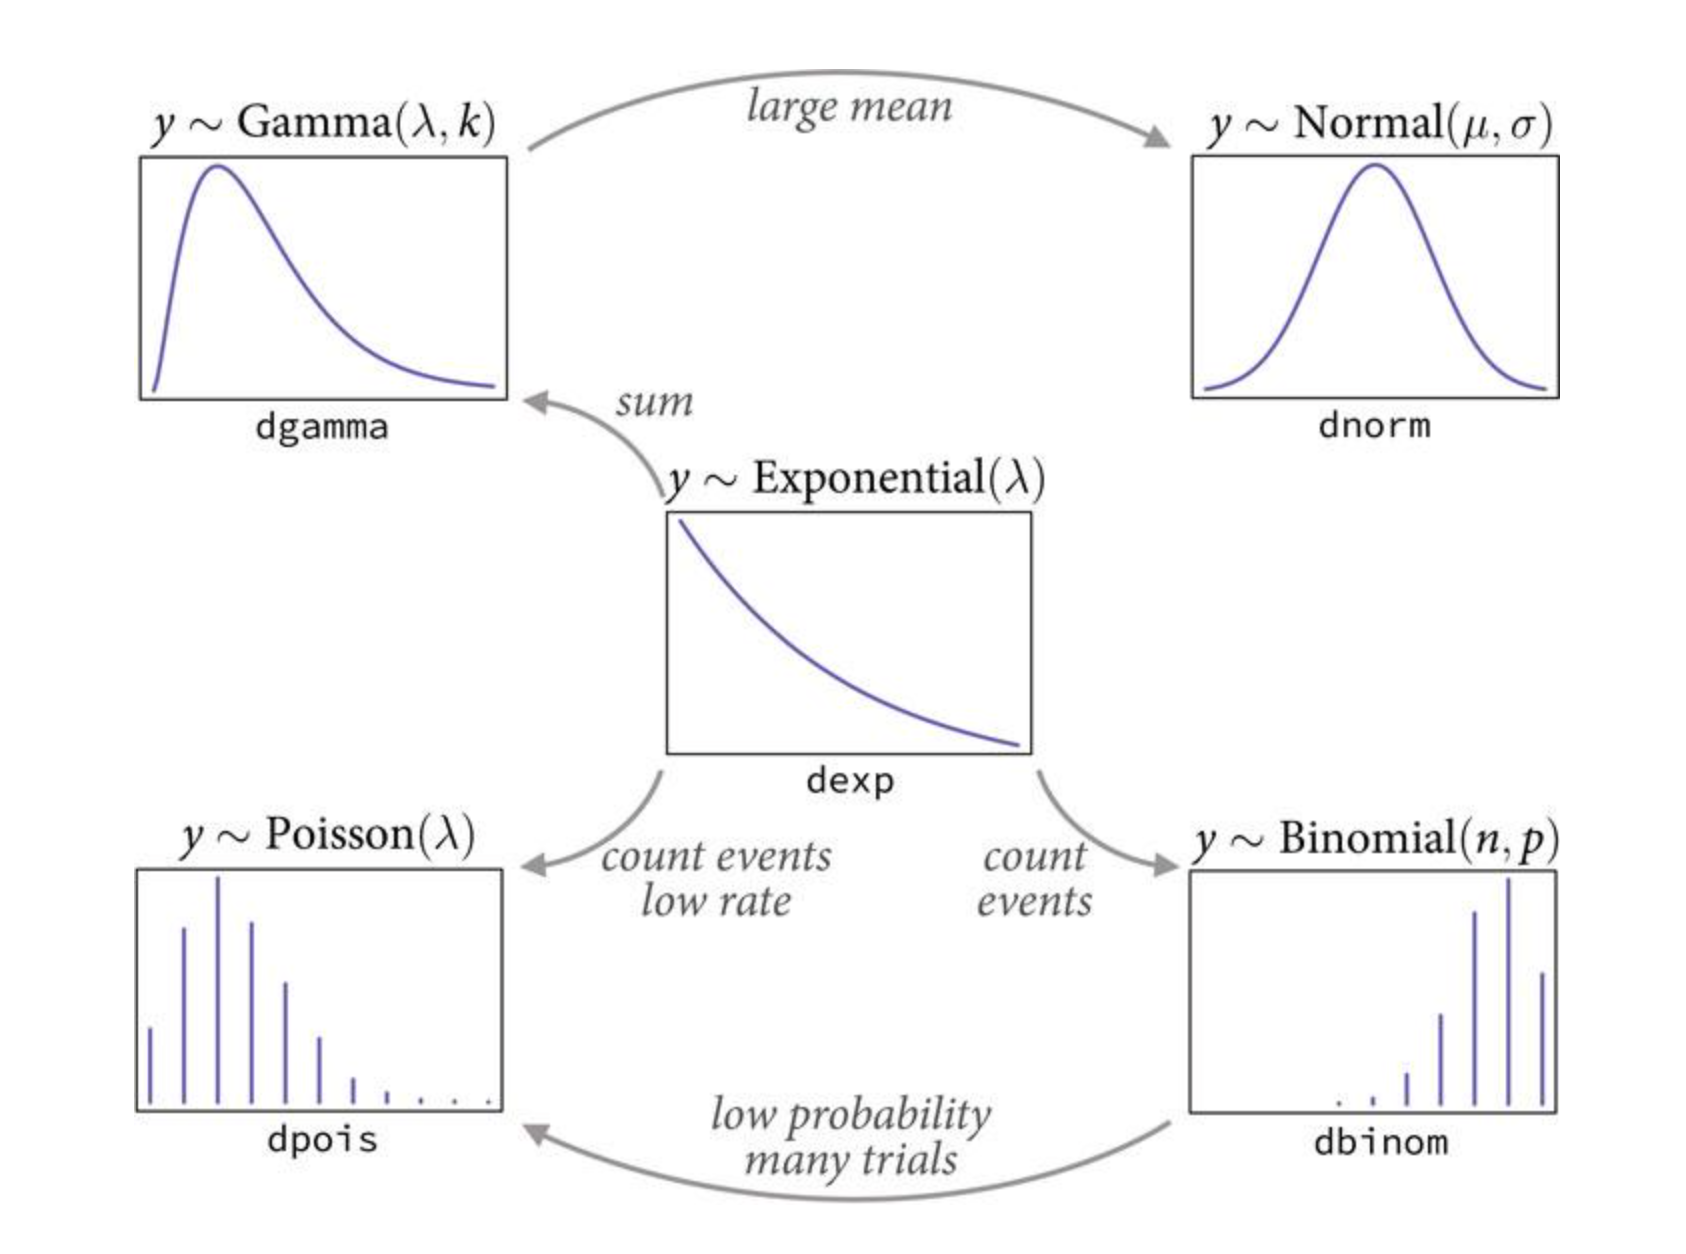 y ~ Gamma(λ, k)
large mean
y ~ Normal(μ, σ)
dgamma
dnorm
sum
y ~ Exponential(λ)
dexp
y ~ Poisson(λ)
count events
low rate
count
events
y ~ Binomial(n, p)
dpois
low probability
many trials
dbinom